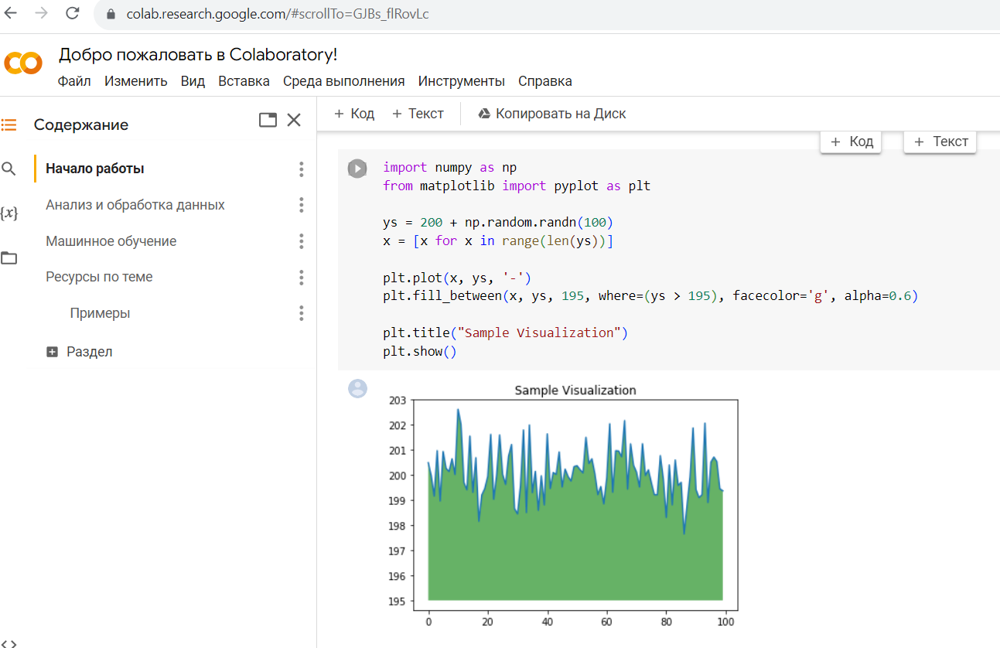 colab.research.google.com/#scrollTo=GJBs_flRovLc
Добро пожаловать в Colaboratory!
Файл Изменить Вид Вставка Среда выполнения Инструменты Справка
Содержание
Начало работы
Анализ и обработка данных
Машинное обучение
Ресурсы по теме
Примеры
Раздел
{x}
<>
+ Код + Текст Копировать на Диск
+ Код + Текст
import numpy as np
from matplotlib import pyplot as plt
ys = 200 + np.random.randn(100)
x = [x for x in range(len(ys))]
plt.plot(x, ys, '-')
plt.fill_between(x, ys, 195, where=(ys > 195), facecolor='g', alpha=0.6)
plt.title("Sample Visualization")
plt.show()
Sample Visualization
203
202
201
200
199
198
197
196
195
0 20 40 60 80 100